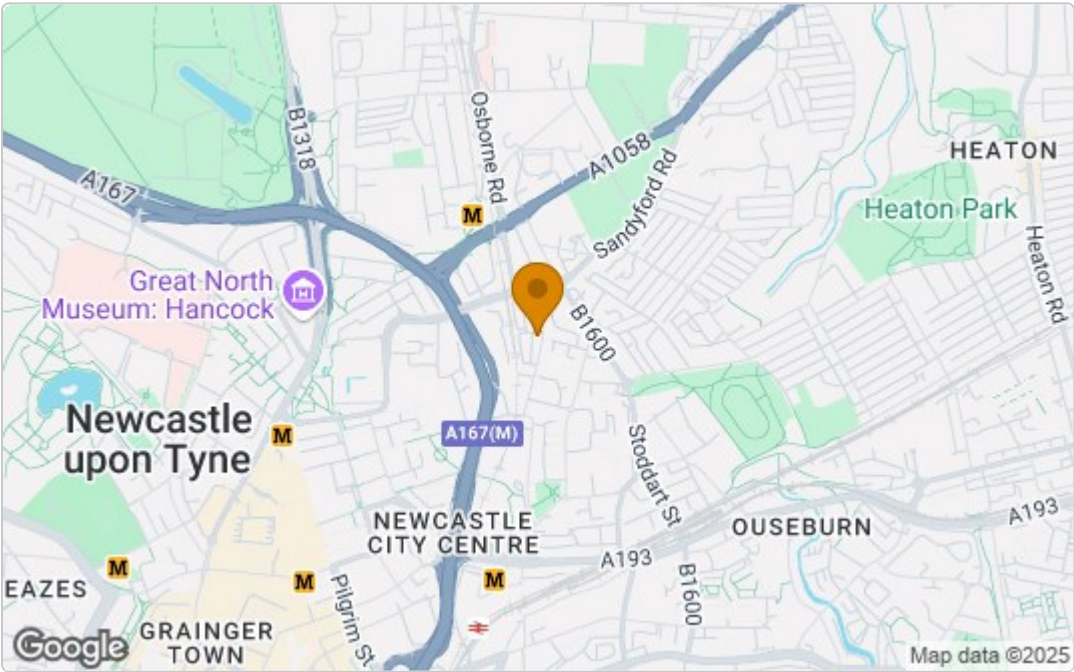 Osborne Rd
B1318
A1058
HEATON
Sandyford Rd
A167
Heaton Park
Heaton Rd
Great North
Museum: Hancock
B1600
Newcastle
upon Tyne
M
M
A167(M)
Stoddart St
NEWCASTLE
CITY CENTRE
OUSEBURN
A193
A193
M
M
M
EAZES
B1600
Pilgrim St
GRAINGER
TOWN
Google
Map data ©2025